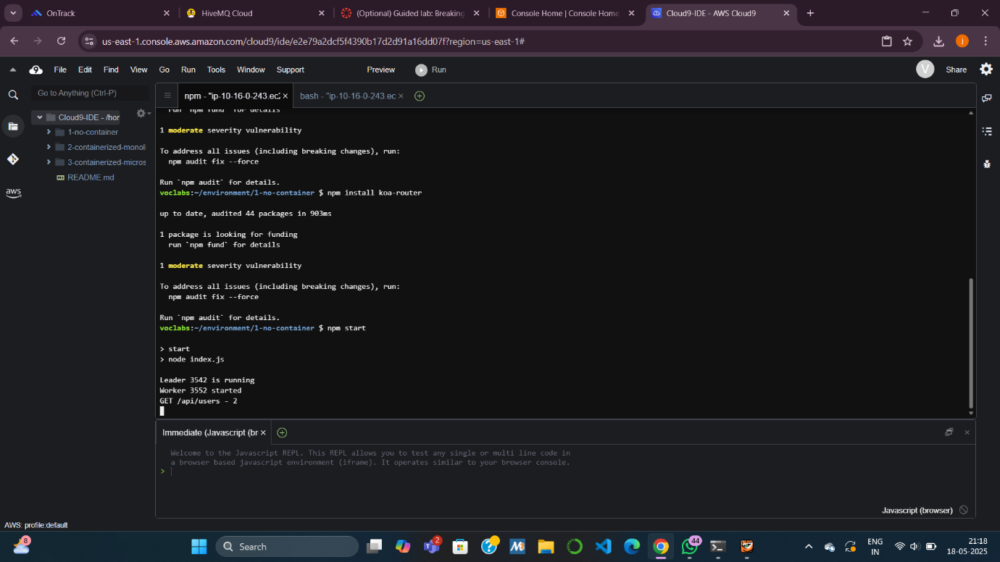 OnTrack
HiveMQ Cloud
(Optional) Guided lab: Breaking
Console Home | Console Home
Cloud9-IDE - AWS Cloud9
us-east-1.console.aws.amazon.com/cloud9/ide/e2e79a2dcf5f4390b17d2d91a16dd07f?region=us-east-1#
j
9 File Edit Find View Go Run Tools Window Support Preview Run V Share
Go to Anything (Ctrl-P)
npm - "ip-10-16-0-243.ec2
bash - "ip-10-16-0-243.ec
Cloud9-IDE - /hor
1-no-container
2-containerized-monoli
3-containerized-micros
README.md
aws
run `npm fund` for details
1 moderate severity vulnerability
To address all issues (including breaking changes), run:
npm audit fix --force
Run `npm audit` for details.
voclabs:~/environment/1-no-container $ npm install koa-router
up to date, audited 44 packages in 903ms
1 package is looking for funding
run `npm fund` for details
1 moderate severity vulnerability
To address all issues (including breaking changes), run:
npm audit fix --force
Run `npm audit` for details.
voclabs:~/environment/1-no-container $ npm start
> start
> node index.js
Leader 3542 is running
Worker 3552 started
GET /api/users - 2
Immediate (Javascript (br
Welcome to the Javascript REPL. This REPL allows you to test any single or multi line code in
a browser based javascript environment (iframe). It operates similar to your browser console.
>
Javascript (browser)
AWS: profile:default
8
Search
2
44
ENG
IN
21:18
18-05-2025